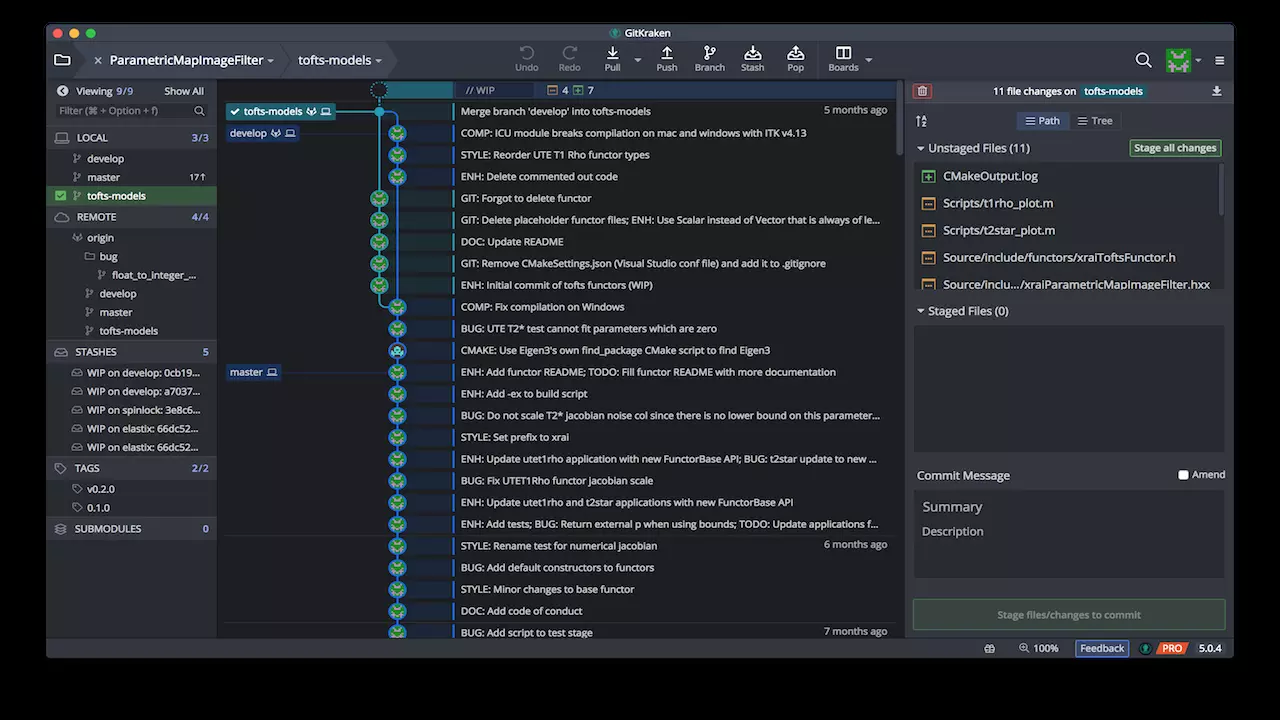 GitKraken
ParametricMapImageFilter
tofts-models
Undo
Redo
Pull
Push
Branch
Stash
Pop
Boards
Viewing 9/9
Show All
Filter (⌘ + Option + f)
LOCAL 3/3
develop
master 17↑
tofts-models
REMOTE 4/4
origin
bug
float_to_integer_...
develop
master
tofts-models
STASHES 5
WIP on develop: 0cb19...
WIP on develop: a7037...
WIP on spinlock: 3e8c6...
WIP on elastix: 66dc52...
WIP on elastix: 66dc52...
TAGS 2/2
v0.2.0
0.1.0
SUBMODULES 0
// WIP 4 7
tofts-models
Merge branch 'develop' into tofts-models 5 months ago
develop
COMP: ICU module breaks compilation on mac and windows with ITK v4.13
STYLE: Reorder UTE T1 Rho functor types
ENH: Delete commented out code
GIT: Forgot to delete functor
GIT: Delete placeholder functor files; ENH: Use Scalar instead of Vector that is always of le...
DOC: Update README
GIT: Remove CMakeSettings.json (Visual Studio conf file) and add it to .gitignore
ENH: Initial commit of tofts functors (WIP)
COMP: Fix compilation on Windows
BUG: UTE T2* test cannot fit parameters which are zero
CMAKE: Use Eigen3's own find_package CMake script to find Eigen3
master
ENH: Add functor README; TODO: Fill functor README with more documentation
ENH: Add -ex to build script
BUG: Do not scale T2* jacobian noise col since there is no lower bound on this parameter...
STYLE: Set prefix to xrai
ENH: Update utet1rho application with new FunctorBase API; BUG: t2star update to new ...
BUG: Fix UTET1Rho functor jacobian scale
ENH: Update utet1rho and t2star applications with new FunctorBase API
ENH: Add tests; BUG: Return external p when using bounds; TODO: Update applications f...
STYLE: Rename test for numerical jacobian 6 months ago
BUG: Add default constructors to functors
STYLE: Minor changes to base functor
DOC: Add code of conduct
BUG: Add script to test stage 7 months ago
11 file changes on tofts-models
Path
Tree
Unstaged Files (11)
Stage all changes
CMakeOutput.log
Scripts/t1rho_plot.m
Scripts/t2star_plot.m
Source/include/functors/xraiToftsFunctor.h
Source/inclu.../xraiParametricMapImageFilter.hxx
Staged Files (0)
Commit Message
Amend
Summary
Description
Stage files/changes to commit
100%
Feedback
PRO
5.0.4